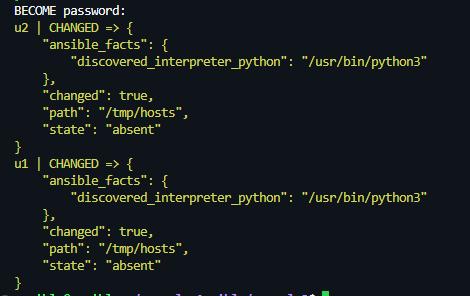 BECOME password:
u2 | CHANGED => {
    "ansible_facts": {
        "discovered_interpreter_python": "/usr/bin/python3"
    },
    "changed": true,
    "path": "/tmp/hosts",
    "state": "absent"
}
u1 | CHANGED => {
    "ansible_facts": {
        "discovered_interpreter_python": "/usr/bin/python3"
    },
    "changed": true,
    "path": "/tmp/hosts",
    "state": "absent"
}